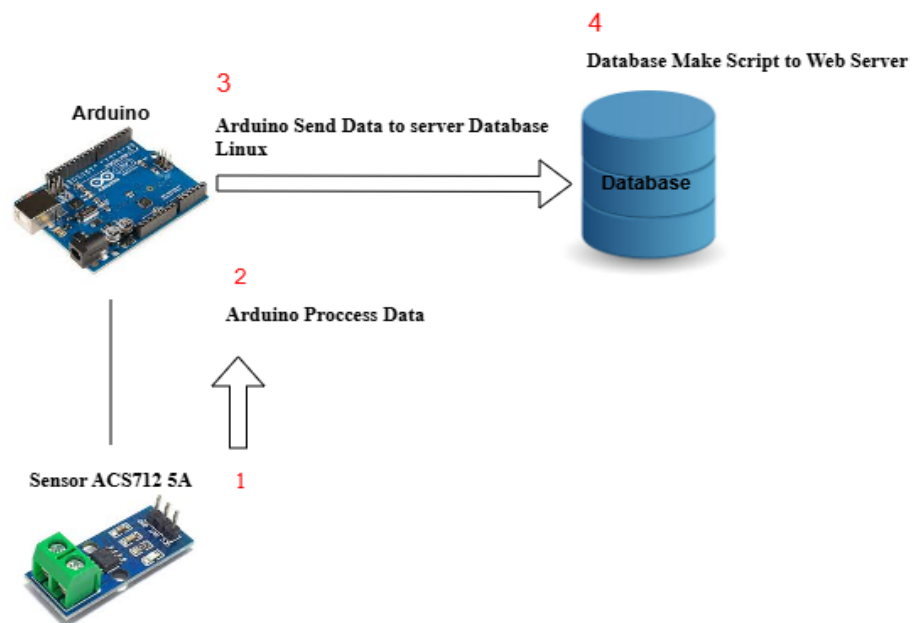 4
Database Make Script to Web Server
3
Arduino
Arduino Send Data to server Database
Linux
Database
2
Arduino Proccess Data
Sensor ACS712 5A
1